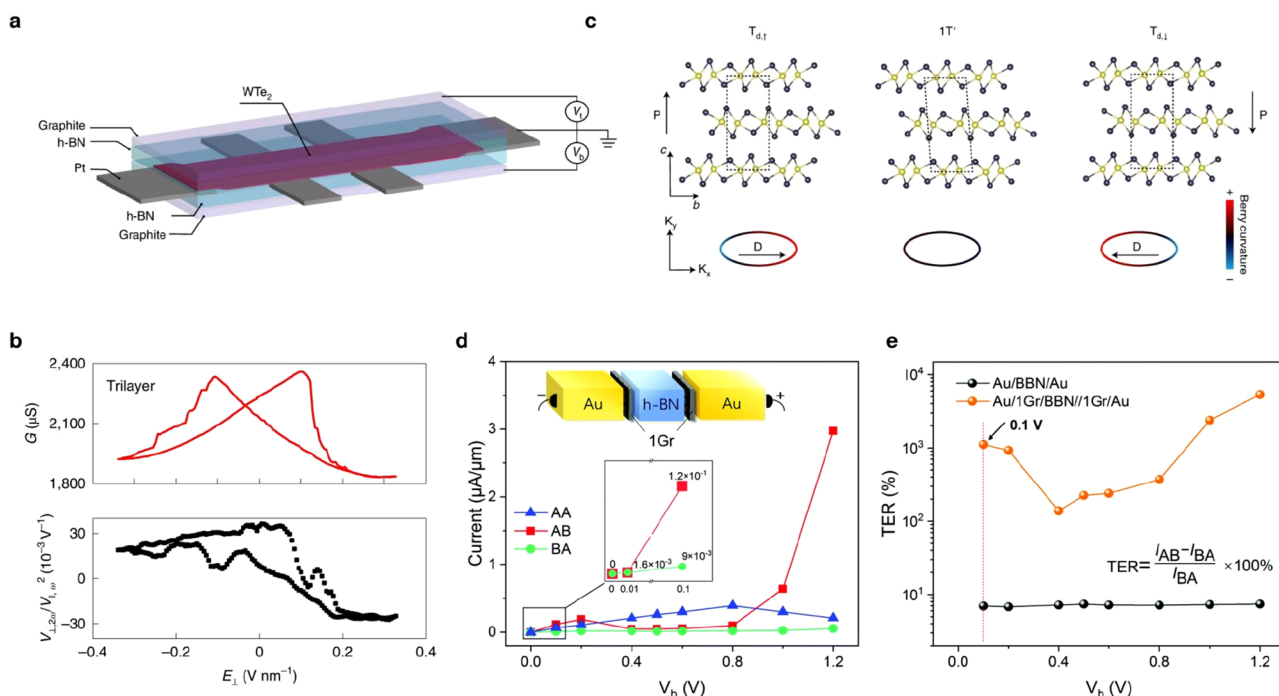 a
WTe2
Graphite
h-BN
Pt
h-BN
Graphite
Vt
Vb
c
Td,↑
1T′
Td,↓
P
P
c
b
Ky
Kx
D
D
+
Berry curvature
−
b
Trilayer
2,400
2,100
1,800
G (µS)
30
0
−30
V⊥,2ω/V∥,ω² (10⁻³ V⁻¹)
−0.4
−0.2
0
0.2
0.4
E⊥ (V nm⁻¹)
d
−
Au
h-BN
Au
+
1Gr
4
3
2
1
0
Current (µA/µm)
AA
AB
BA
1.2×10⁻¹
0
1.6×10⁻³
9×10⁻³
0
0.01
0.1
0.0
0.4
0.8
1.2
Vb (V)
e
Au/BBN/Au
Au/1Gr/BBN//1Gr/Au
0.1 V
10⁴
10³
10²
10¹
TER (%)
TER= IAB−IBA / IBA ×100%
0.0
0.4
0.8
1.2
Vb (V)